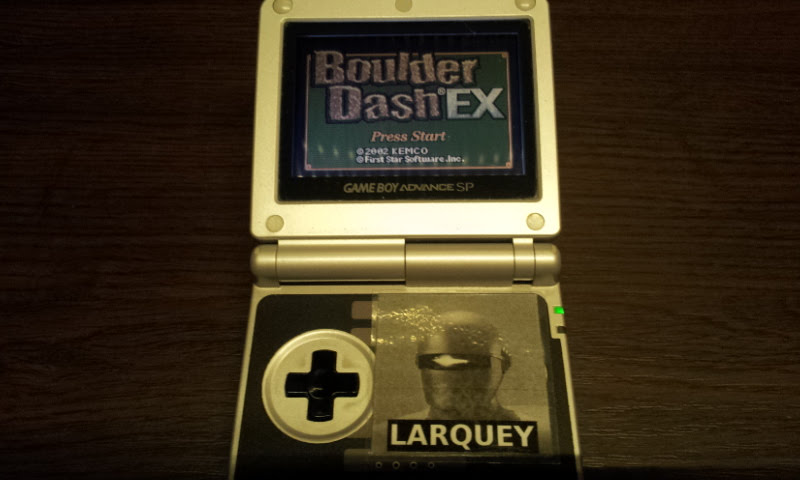 Boulder
Dash® EX
Press Start
©2002 KEMCO
©First Star Software,Inc.
GAME BOY ADVANCE SP
LARQUEY